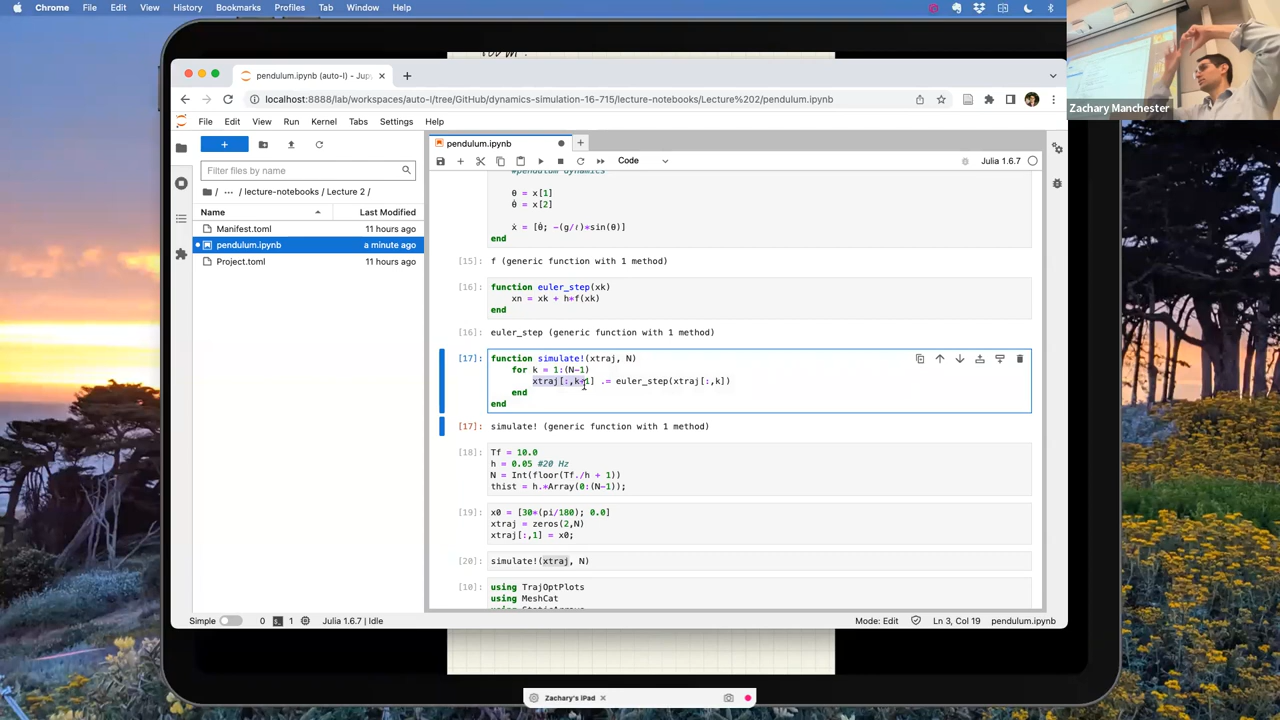 Chrome File Edit View History Bookmarks Profiles Tab Window Help
Zachary Manchester
pendulum.ipynb (auto-I) - Jup
localhost:8888/lab/workspaces/auto-I/tree/GitHub/dynamics-simulation-16-715/lecture-notebooks/Lecture%202/pendulum.ipynb
File Edit View Run Kernel Tabs Settings Help
pendulum.ipynb
Code
Julia 1.6.7
Filter files by name
/ ··· / lecture-notebooks / Lecture 2 /
Name Last Modified
Manifest.toml 11 hours ago
pendulum.ipynb a minute ago
Project.toml 11 hours ago
#pendulum dynamics
θ = x[1]
θ̇ = x[2]
ẋ = [θ̇; -(g/ℓ)*sin(θ)]
end
[15]: f (generic function with 1 method)
[16]: function euler_step(xk)
xn = xk + h*f(xk)
end
[16]: euler_step (generic function with 1 method)
[17]: function simulate!(xtraj, N)
for k = 1:(N-1)
xtraj[:,k+1] .= euler_step(xtraj[:,k])
end
end
[17]: simulate! (generic function with 1 method)
[18]: Tf = 10.0
h = 0.05 #20 Hz
N = Int(floor(Tf./h + 1))
thist = h.*Array(0:(N-1));
[19]: x0 = [30*(pi/180); 0.0]
xtraj = zeros(2,N)
xtraj[:,1] = x0;
[20]: simulate!(xtraj, N)
[10]: using TrajOptPlots
using MeshCat
using StaticArrays
Simple 0 1 Julia 1.6.7 | Idle Mode: Edit Ln 3, Col 19 pendulum.ipynb
Zachary's iPad